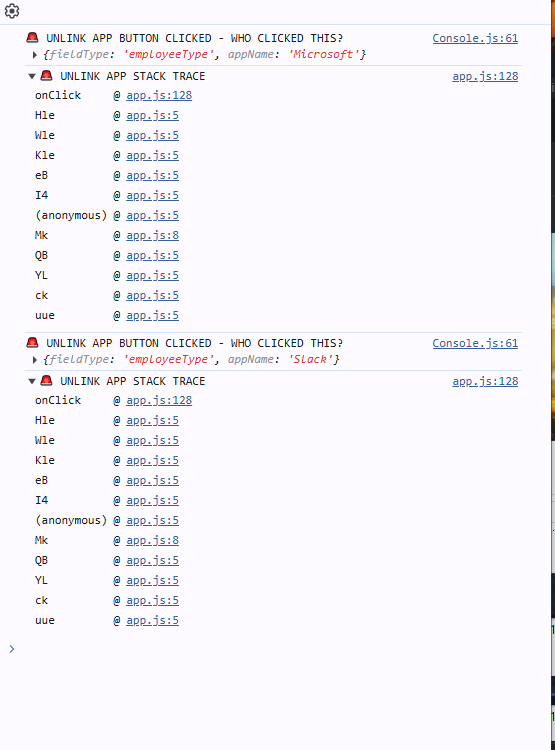 🚨 UNLINK APP BUTTON CLICKED - WHO CLICKED THIS? Console.js:61
▶ {fieldType: 'employeeType', appName: 'Microsoft'}
▼ 🚨 UNLINK APP STACK TRACE app.js:128
onClick @ app.js:128
Hle @ app.js:5
Wle @ app.js:5
Kle @ app.js:5
eB @ app.js:5
I4 @ app.js:5
(anonymous) @ app.js:5
Mk @ app.js:8
QB @ app.js:5
YL @ app.js:5
ck @ app.js:5
uue @ app.js:5
🚨 UNLINK APP BUTTON CLICKED - WHO CLICKED THIS? Console.js:61
▶ {fieldType: 'employeeType', appName: 'Slack'}
▼ 🚨 UNLINK APP STACK TRACE app.js:128
onClick @ app.js:128
Hle @ app.js:5
Wle @ app.js:5
Kle @ app.js:5
eB @ app.js:5
I4 @ app.js:5
(anonymous) @ app.js:5
Mk @ app.js:8
QB @ app.js:5
YL @ app.js:5
ck @ app.js:5
uue @ app.js:5
>